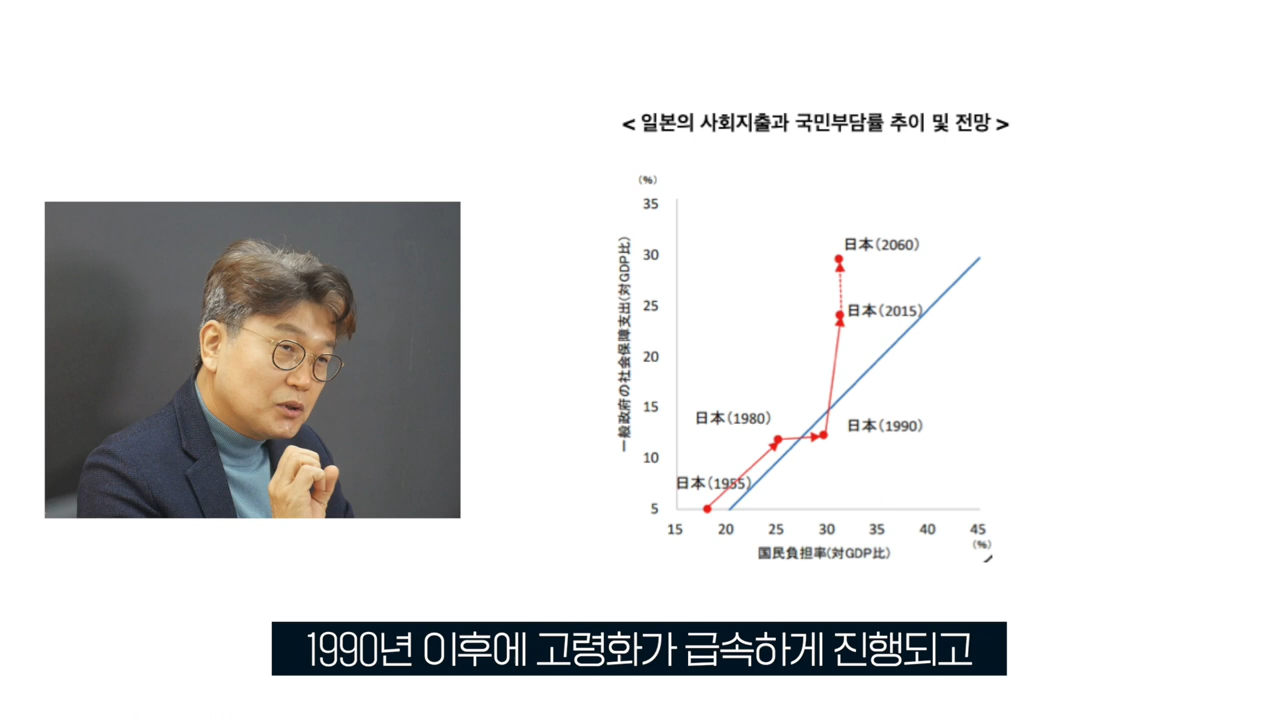 < 일본의 사회지출과 국민부담률 추이 및 전망 >
(%)
35
30
25
20
15
10
5
一般政府の社会保障支出(対GDP比)
日本(2060)
日本(2015)
日本(1980)
日本(1990)
日本(1955)
15 20 25 30 35 40 45
(%)
国民負担率(対GDP比)
1990년 이후에 고령화가 급속하게 진행되고